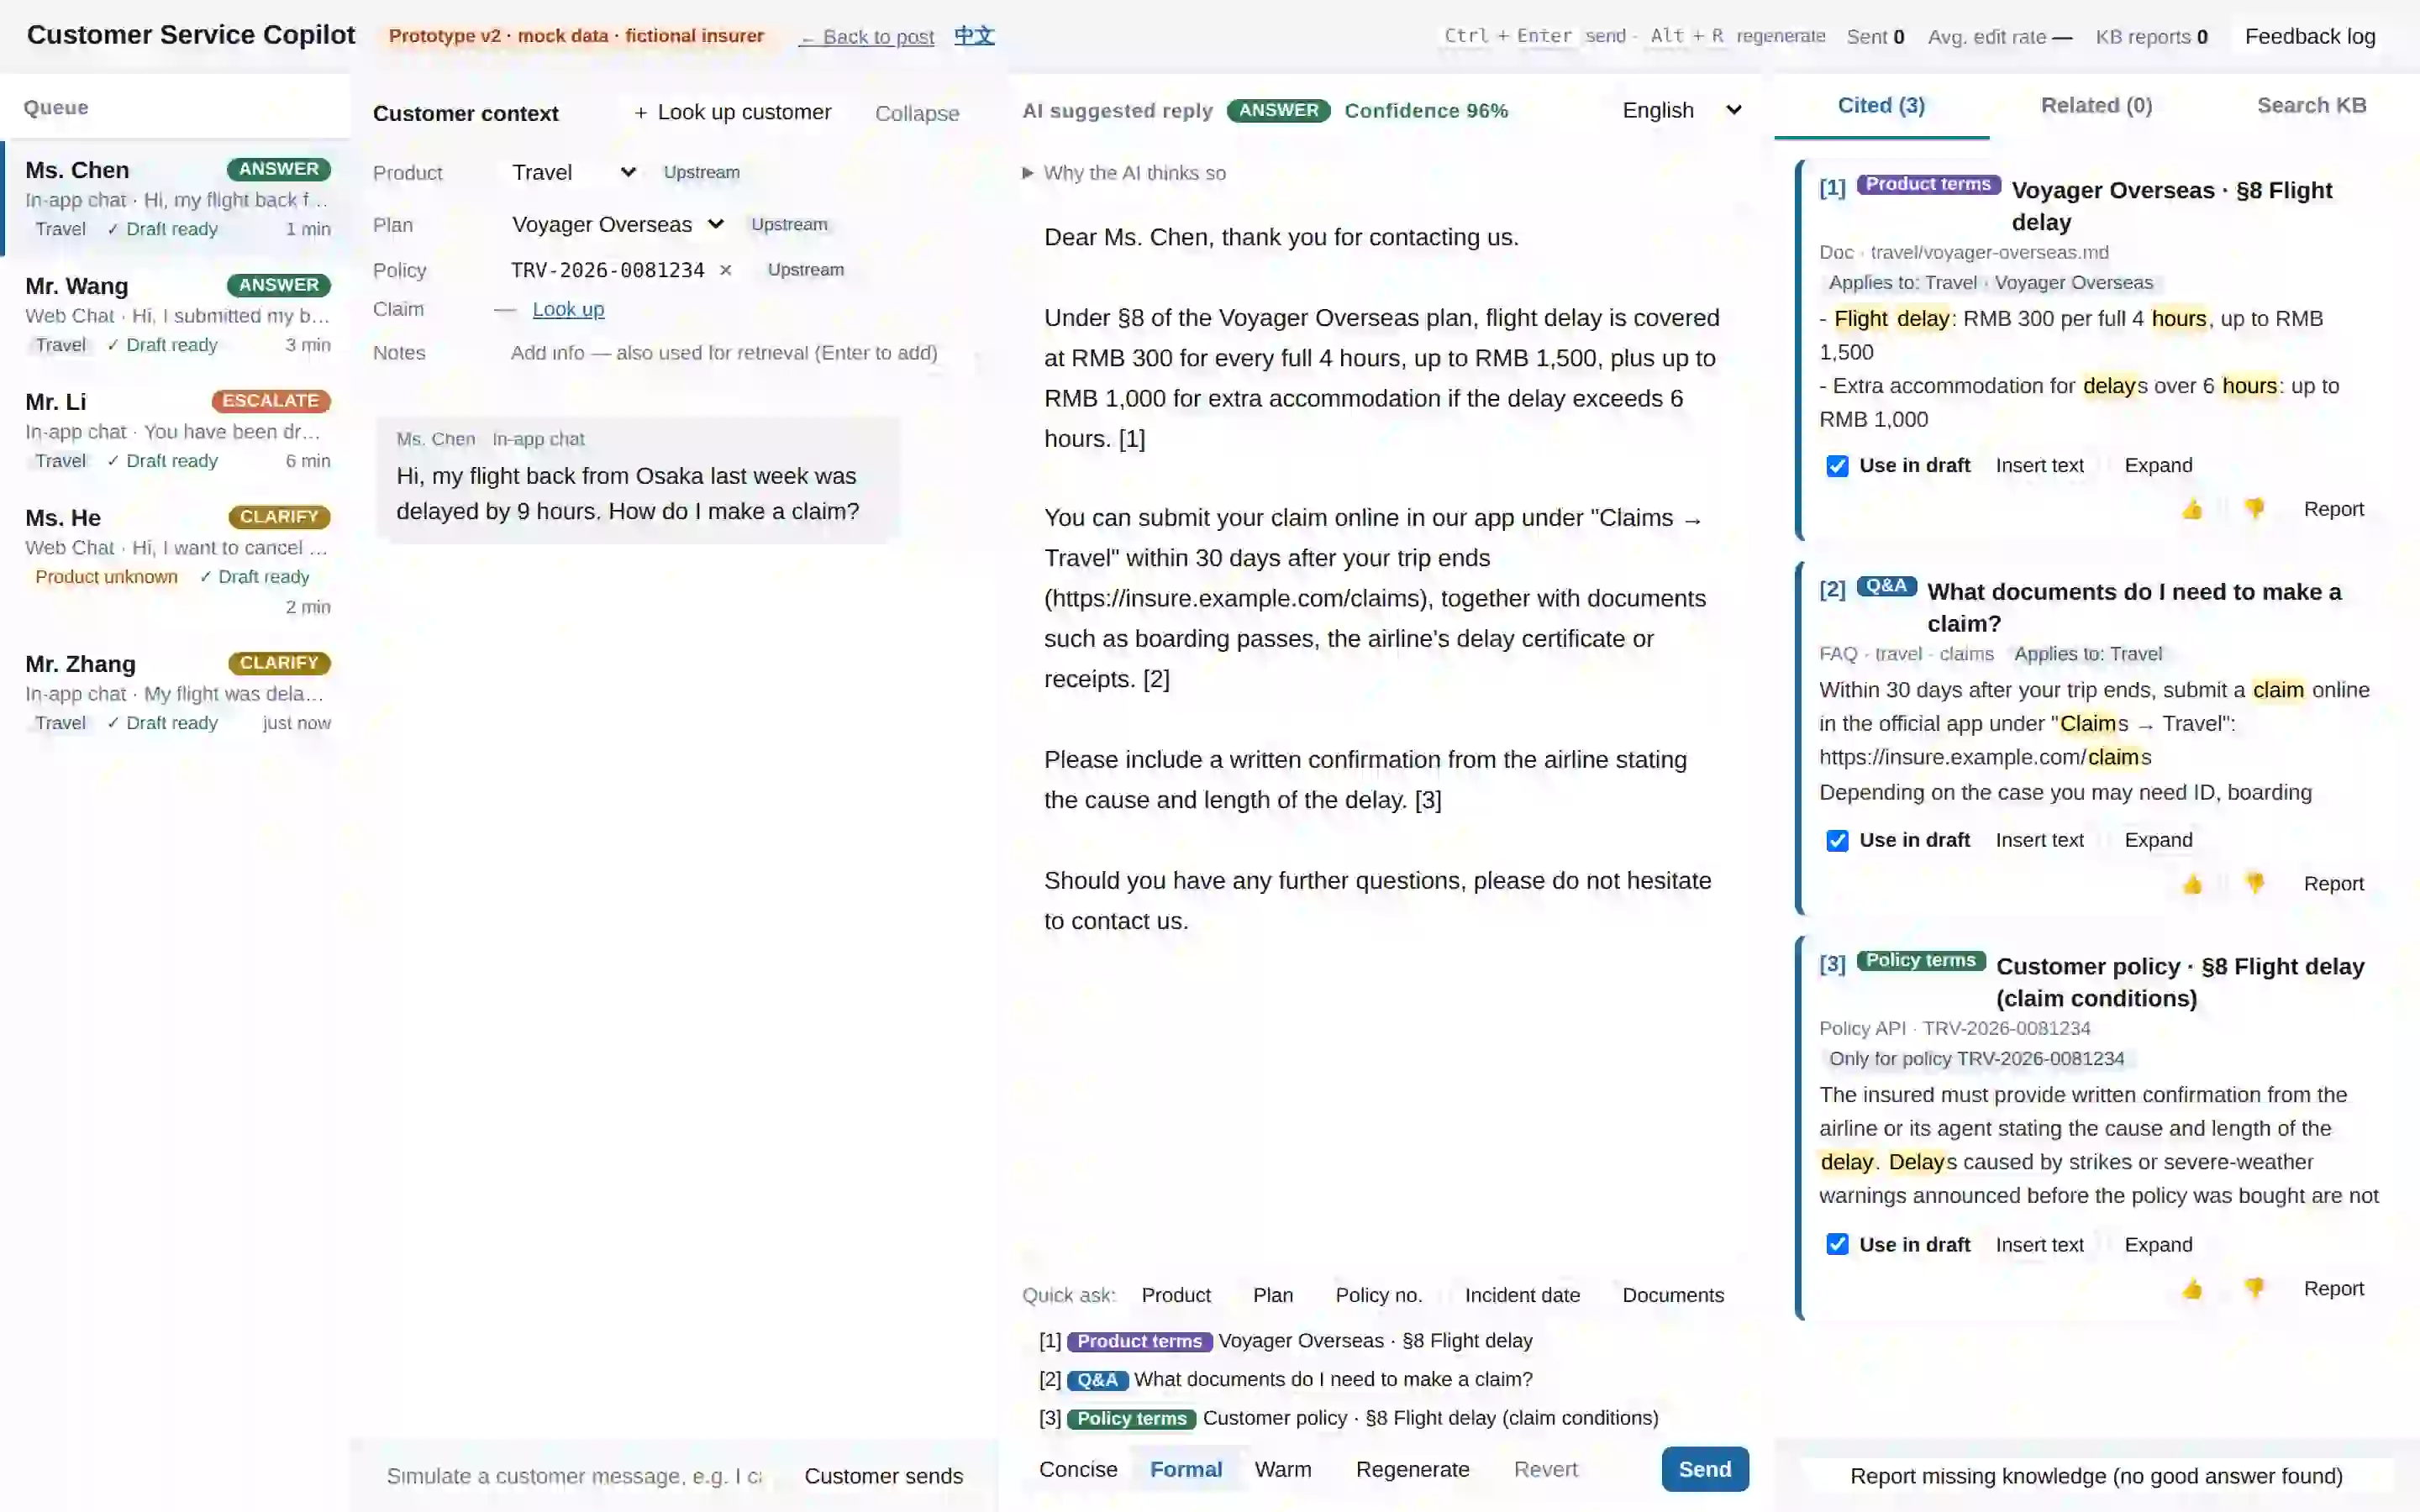 Customer Service Copilot
Prototype v2 · mock data · fictional insurer
← Back to post
中文
Ctrl + Enter send · Alt + R regenerate
Sent 0
Avg. edit rate —
KB reports 0
Feedback log
Queue
Ms. Chen ANSWER
In-app chat · Hi, my flight back f…
Travel ✓ Draft ready 1 min
Mr. Wang ANSWER
Web Chat · Hi, I submitted my b…
Travel ✓ Draft ready 3 min
Mr. Li ESCALATE
In-app chat · You have been dr…
Travel ✓ Draft ready 6 min
Ms. He CLARIFY
Web Chat · Hi, I want to cancel …
Product unknown ✓ Draft ready
2 min
Mr. Zhang CLARIFY
In-app chat · My flight was dela…
Travel ✓ Draft ready just now
Customer context + Look up customer Collapse
Product Travel Upstream
Plan Voyager Overseas Upstream
Policy TRV-2026-0081234 × Upstream
Claim — Look up
Notes Add info — also used for retrieval (Enter to add)
Ms. Chen In-app chat
Hi, my flight back from Osaka last week was
delayed by 9 hours. How do I make a claim?
Simulate a customer message, e.g. I ca
Customer sends
AI suggested reply ANSWER Confidence 96% English
▶ Why the AI thinks so
Dear Ms. Chen, thank you for contacting us.
Under §8 of the Voyager Overseas plan, flight delay is covered
at RMB 300 for every full 4 hours, up to RMB 1,500, plus up to
RMB 1,000 for extra accommodation if the delay exceeds 6
hours. [1]
You can submit your claim online in our app under "Claims →
Travel" within 30 days after your trip ends
(https://insure.example.com/claims), together with documents
such as boarding passes, the airline's delay certificate or
receipts. [2]
Please include a written confirmation from the airline stating
the cause and length of the delay. [3]
Should you have any further questions, please do not hesitate
to contact us.
Quick ask: Product Plan Policy no. Incident date Documents
[1] Product terms Voyager Overseas · §8 Flight delay
[2] Q&A What documents do I need to make a claim?
[3] Policy terms Customer policy · §8 Flight delay (claim conditions)
Concise Formal Warm Regenerate Revert Send
Cited (3) Related (0) Search KB
[1] Product terms Voyager Overseas · §8 Flight
delay
Doc · travel/voyager-overseas.md
Applies to: Travel · Voyager Overseas
- Flight delay: RMB 300 per full 4 hours, up to RMB
1,500
- Extra accommodation for delays over 6 hours: up to
RMB 1,000
Use in draft Insert text Expand
👍 👎 Report
[2] Q&A What documents do I need to make a
claim?
FAQ · travel · claims Applies to: Travel
Within 30 days after your trip ends, submit a claim online
in the official app under "Claims → Travel":
https://insure.example.com/claims
Depending on the case you may need ID, boarding
Use in draft Insert text Expand
👍 👎 Report
[3] Policy terms Customer policy · §8 Flight delay
(claim conditions)
Policy API · TRV-2026-0081234
Only for policy TRV-2026-0081234
The insured must provide written confirmation from the
airline or its agent stating the cause and length of the
delay. Delays caused by strikes or severe-weather
warnings announced before the policy was bought are not
Use in draft Insert text Expand
👍 👎 Report
Report missing knowledge (no good answer found)